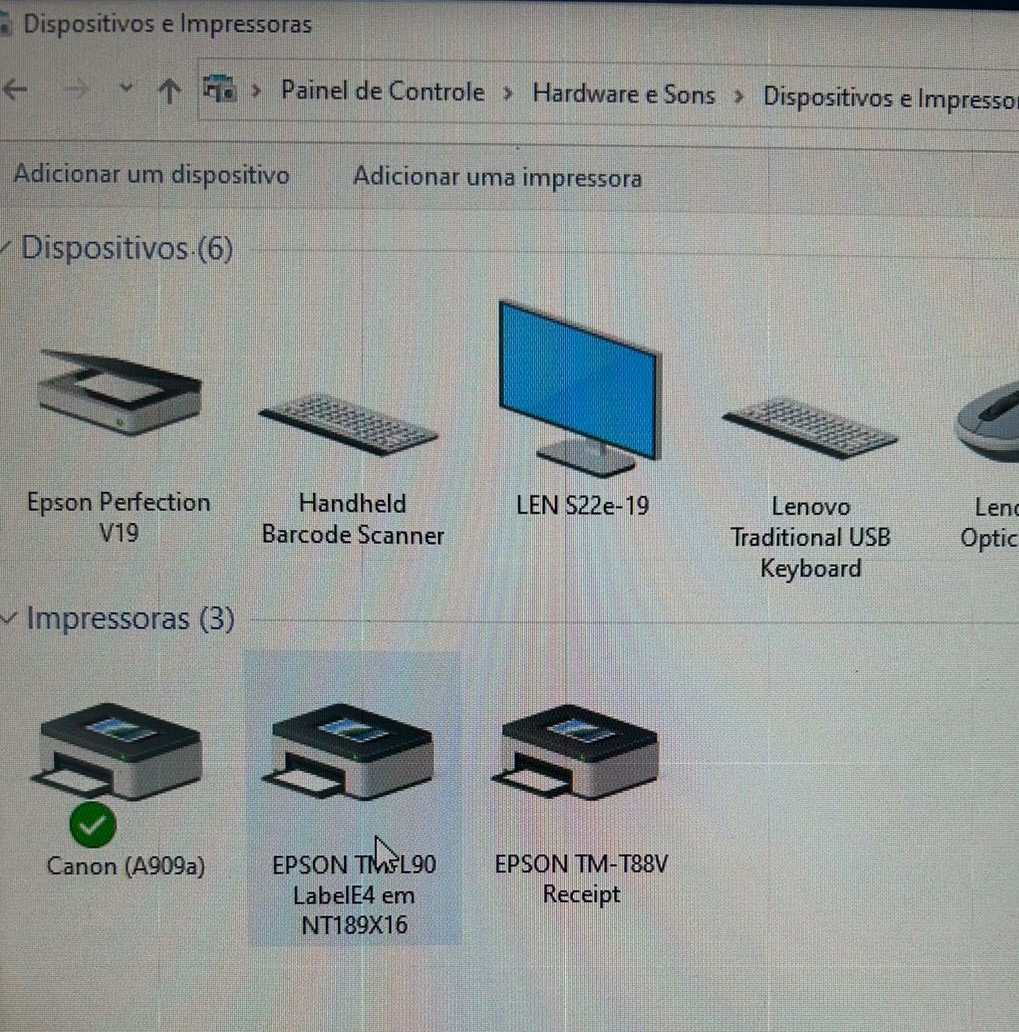 Dispositivos e Impressoras
Painel de Controle > Hardware e Sons > Dispositivos e Impresso
Adicionar um dispositivo Adicionar uma impressora
Dispositivos (6)
Epson Perfection
V19
Handheld
Barcode Scanner
LEN S22e-19
Lenovo
Traditional USB
Keyboard
Leno
Optic
Impressoras (3)
Canon (A909a)
EPSON TM-L90
LabelE4 em
NT189X16
EPSON TM-T88V
Receipt